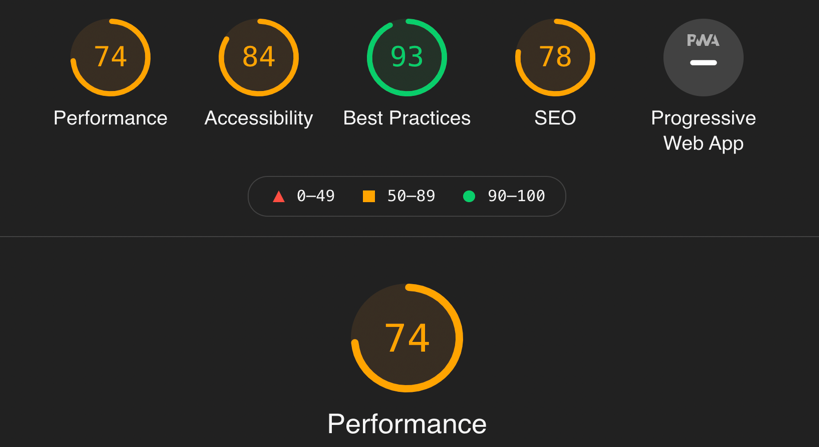 74 84 93 78 PWA
Performance Accessibility Best Practices SEO Progressive
Web App
0–49 50–89 90–100
74
Performance